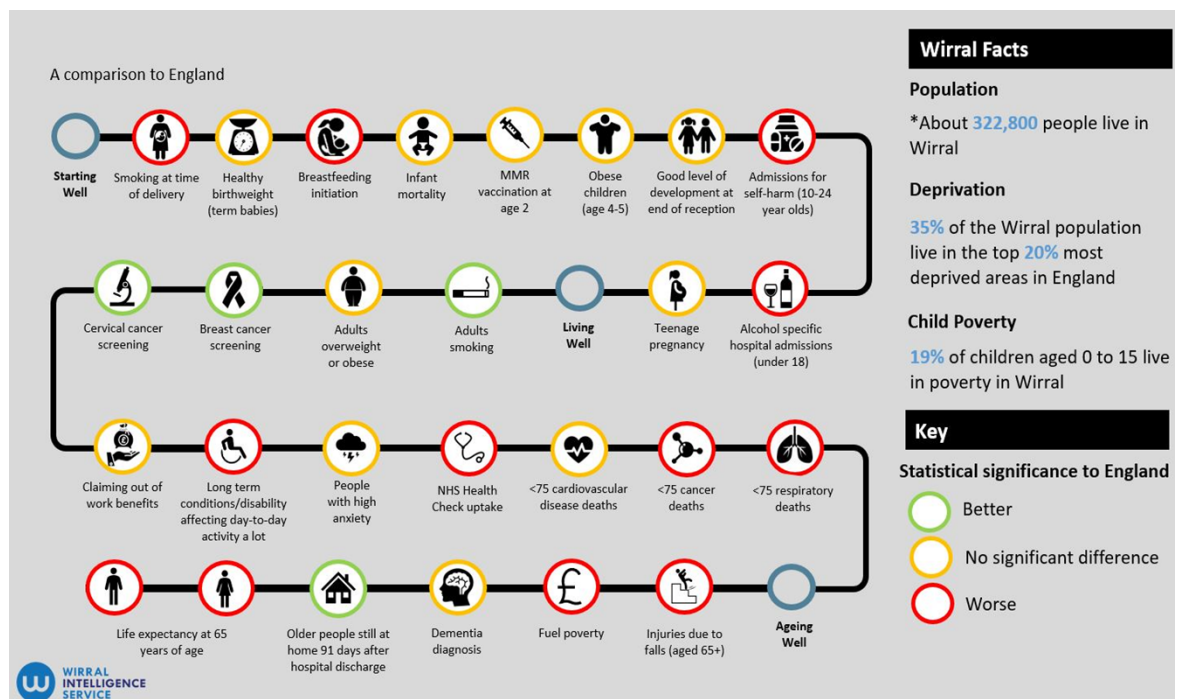 A comparison to England
Starting
Well
Smoking at time
of delivery
Healthy
birthweight
(term babies)
Breastfeeding
initiation
Infant
mortality
MMR
vaccination at
age 2
Obese
children
(age 4-5)
Good level of
development at
end of reception
Admissions for
self-harm (10-24
year olds)
Cervical cancer
screening
Breast cancer
screening
Adults
overweight
or obese
Adults
smoking
Living
Well
Teenage
pregnancy
Alcohol specific
hospital admissions
(under 18)
£
Claiming out of
work benefits
Long term
conditions/disability
affecting day-to-day
activity a lot
People
with high
anxiety
NHS Health
Check uptake
<75 cardiovascular
disease deaths
<75 cancer
deaths
<75 respiratory
deaths
Life expectancy at 65
years of age
Older people still at
home 91 days after
hospital discharge
Dementia
diagnosis
£
Fuel poverty
Injuries due to
falls (aged 65+)
Ageing
Well
w
WIRRAL
INTELLIGENCE
SERVICE
Wirral Facts
Population
*About 322,800 people live in
Wirral
Deprivation
35% of the Wirral population
live in the top 20% most
deprived areas in England
Child Poverty
19% of children aged 0 to 15 live
in poverty in Wirral
Key
Statistical significance to England
Better
No significant difference
Worse